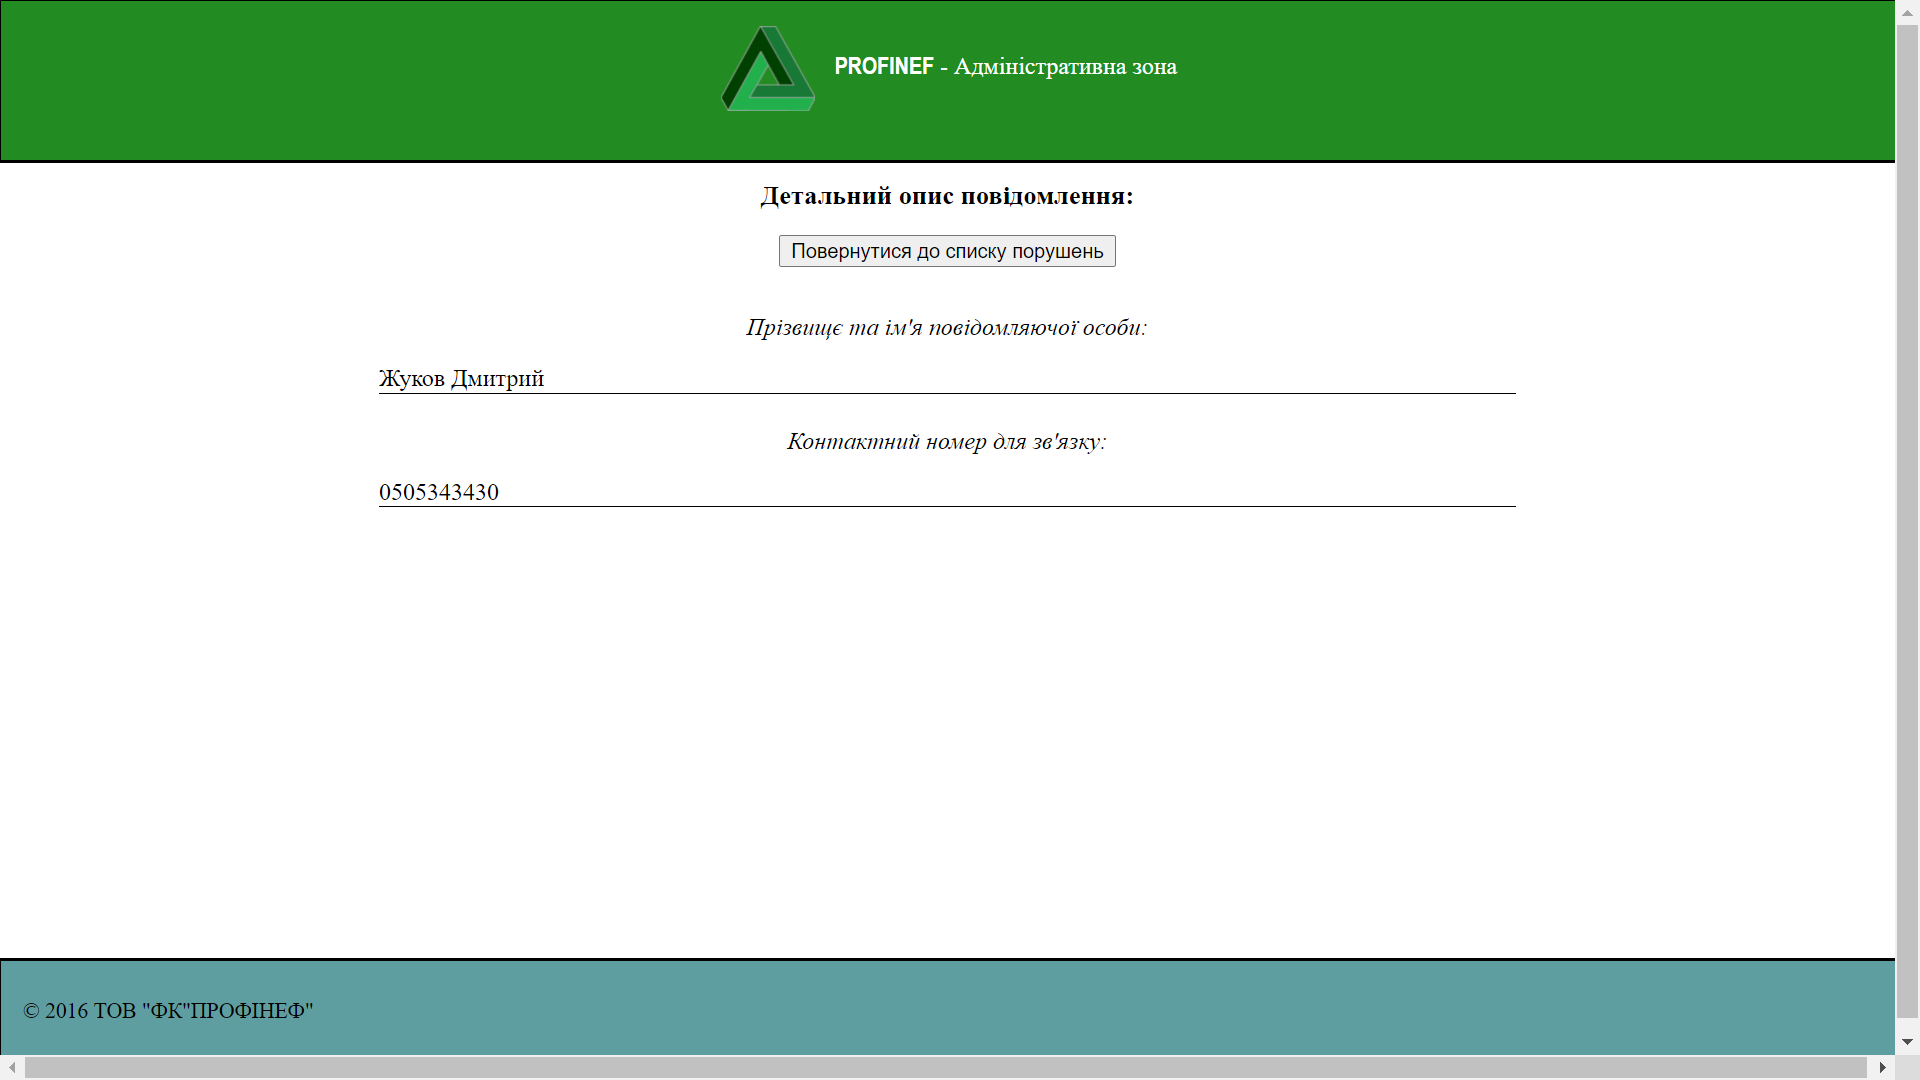 PROFINEF - Адміністративна зона
Детальний опис повідомлення:
Повернутися до списку порушень
Прізвищє та ім'я повідомляючої особи:
Жуков Дмитрий
Контактний номер для зв'язку:
0505343430
© 2016 ТОВ "ФК"ПРОФІНЕФ"